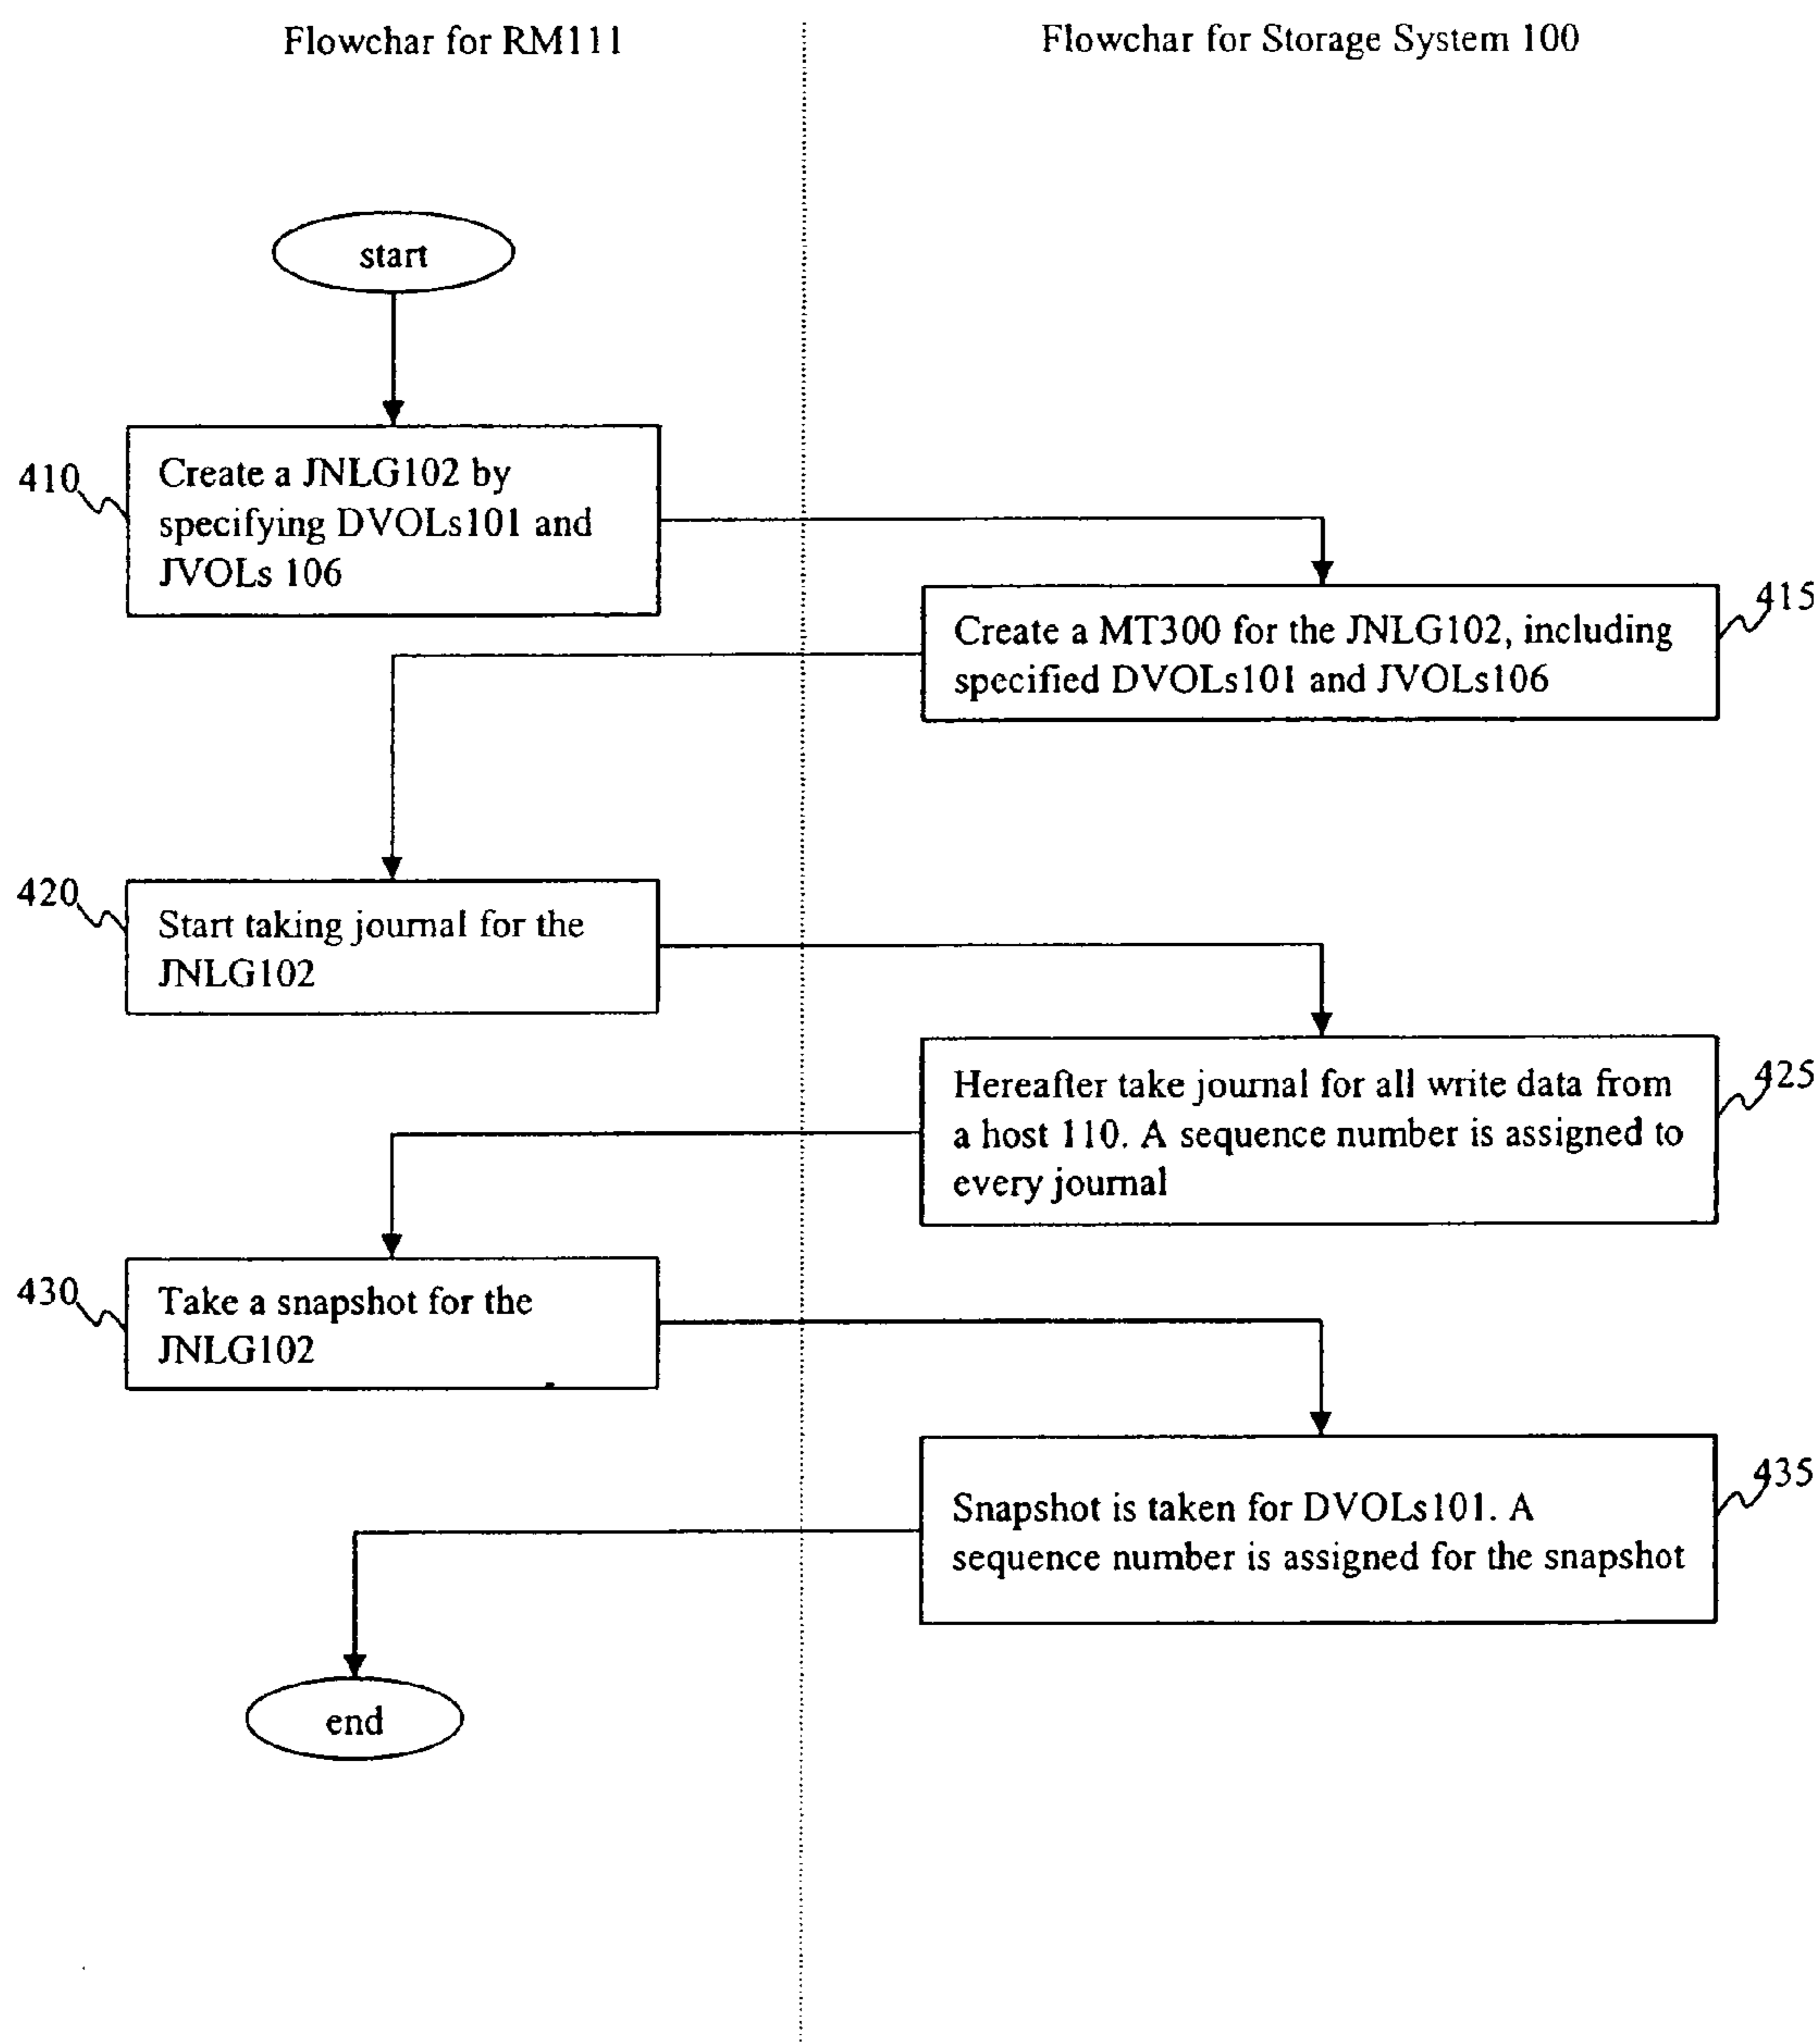 Flowchar for RM111
Flowchar for Storage System 100
start
410
Create a JNLG102 by
specifying DVOLs101 and
JVOLs 106
415
Create a MT300 for the JNLG102, including
specified DVOLs101 and JVOLs106
420
Start taking journal for the
JNLG102
425
Hereafter take journal for all write data from
a host 110. A sequence number is assigned to
every journal
430
Take a snapshot for the
JNLG102
435
Snapshot is taken for DVOLs101. A
sequence number is assigned for the snapshot
end